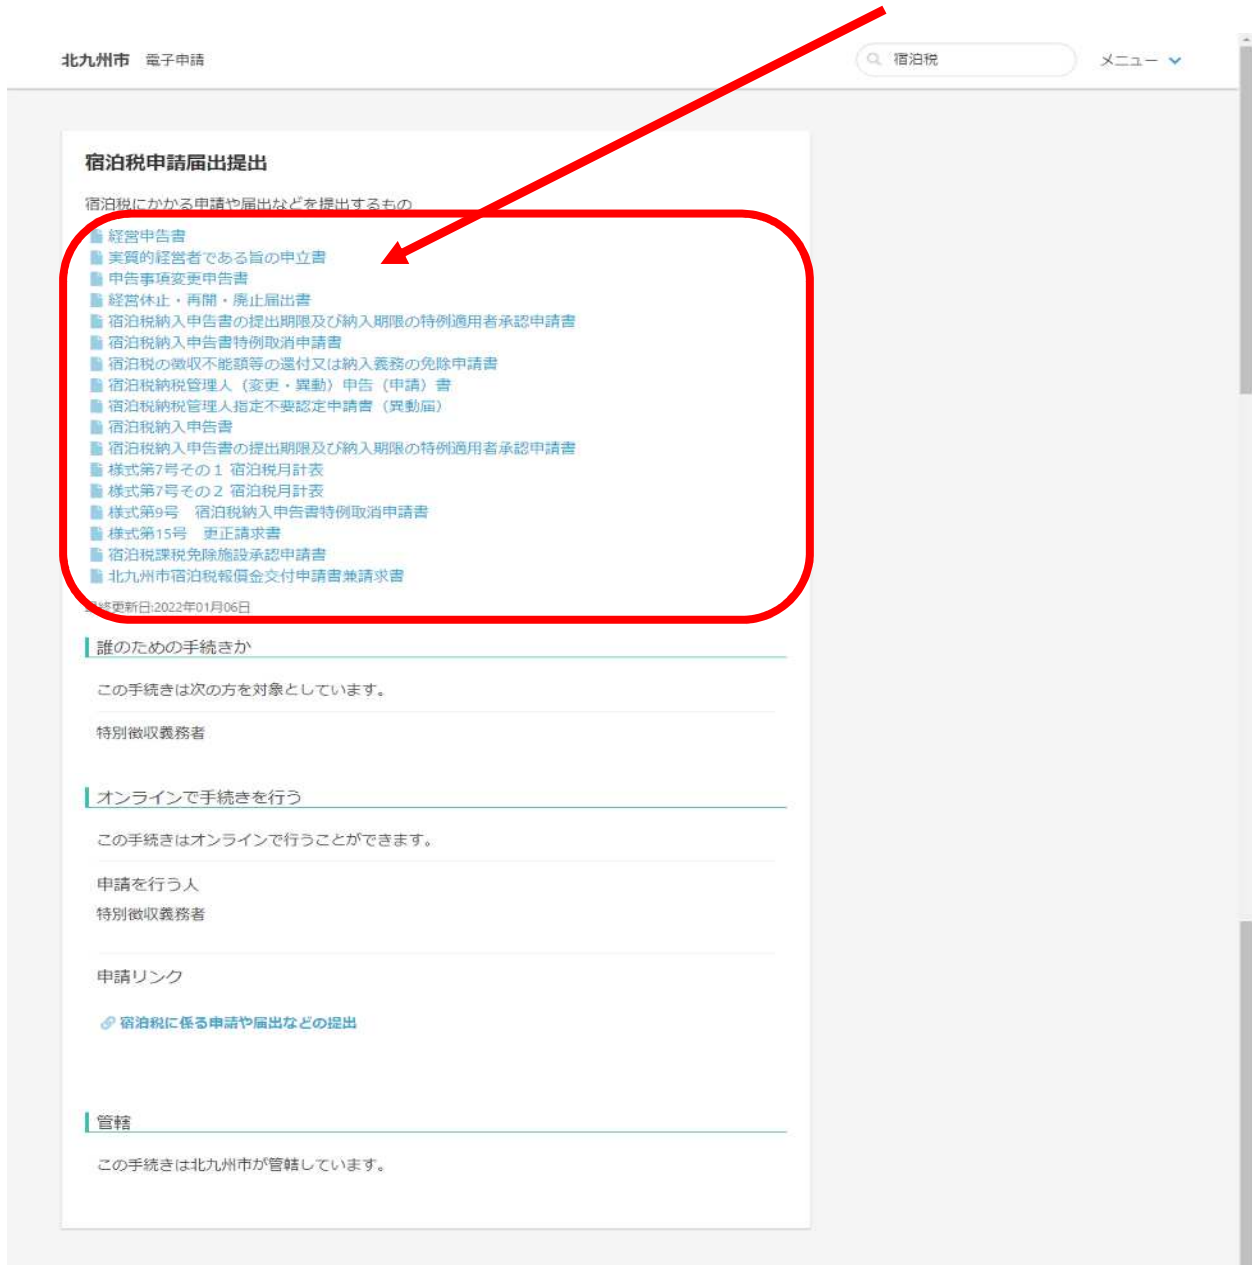 北九州市 電子申請
宿泊税
メニュー
宿泊税申請届出提出
宿泊税にかかる申請や届出などを提出するもの
経営申告書
実質的経営者である旨の申立書
申告事項変更申告書
経営休止・再開・廃止届出書
宿泊税納入申告書の提出期限及び納入期限の特例適用者承認申請書
宿泊税納入申告書特例取消申請書
宿泊税の徴収不能額等の還付又は納入義務の免除申請書
宿泊税納税管理人（変更・異動）申告（申請）書
宿泊税納税管理人指定不要認定申請書（異動届）
宿泊税納入申告書
宿泊税納入申告書の提出期限及び納入期限の特例適用者承認申請書
様式第7号その１ 宿泊税月計表
様式第7号その２ 宿泊税月計表
様式第9号　宿泊税納入申告書特例取消申請書
様式第15号　更正請求書
宿泊税課税免除施設承認申請書
北九州市宿泊税報償金交付申請書兼請求書
最終更新日:2022年01月06日
誰のための手続きか
この手続きは次の方を対象としています。
特別徴収義務者
オンラインで手続きを行う
この手続きはオンラインで行うことができます。
申請を行う人
特別徴収義務者
申請リンク
宿泊税に係る申請や届出などの提出
管轄
この手続きは北九州市が管轄しています。